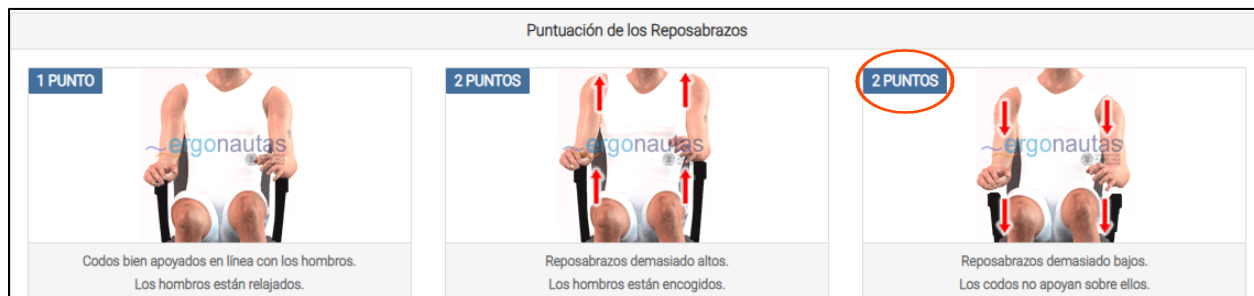 Puntuación de los Reposabrazos
1 PUNTO
2 PUNTOS
2 PUNTOS
ergonautas
ergonautas
ergonautas
Codos bien apoyados en línea con los hombros.
Los hombros están relajados.
Reposabrazos demasiado altos.
Los hombros están encogidos.
Reposabrazos demasiado bajos.
Los codos no apoyan sobre ellos.